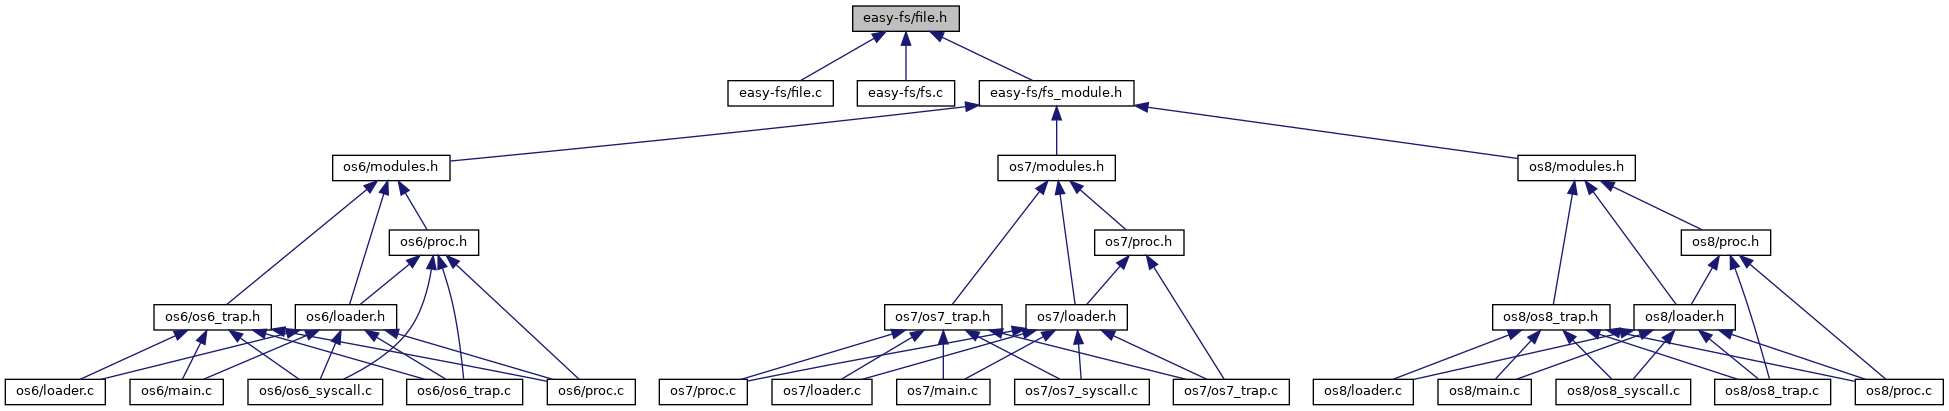 easy-fs/file.h
easy-fs/file.c
easy-fs/fs.c
easy-fs/fs_module.h
os6/modules.h
os7/modules.h
os8/modules.h
os6/proc.h
os7/proc.h
os8/proc.h
os6/os6_trap.h
os6/loader.h
os7/os7_trap.h
os7/loader.h
os8/os8_trap.h
os8/loader.h
os6/loader.c
os6/main.c
os6/os6_syscall.c
os6/os6_trap.c
os6/proc.c
os7/proc.c
os7/loader.c
os7/main.c
os7/os7_syscall.c
os7/os7_trap.c
os8/loader.c
os8/main.c
os8/os8_syscall.c
os8/os8_trap.c
os8/proc.c